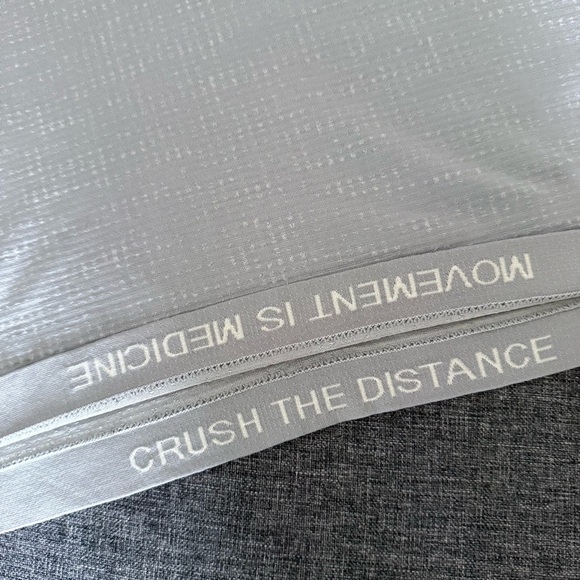 MOVEMENT IS MEDICINE
CRUSH THE DISTANCE